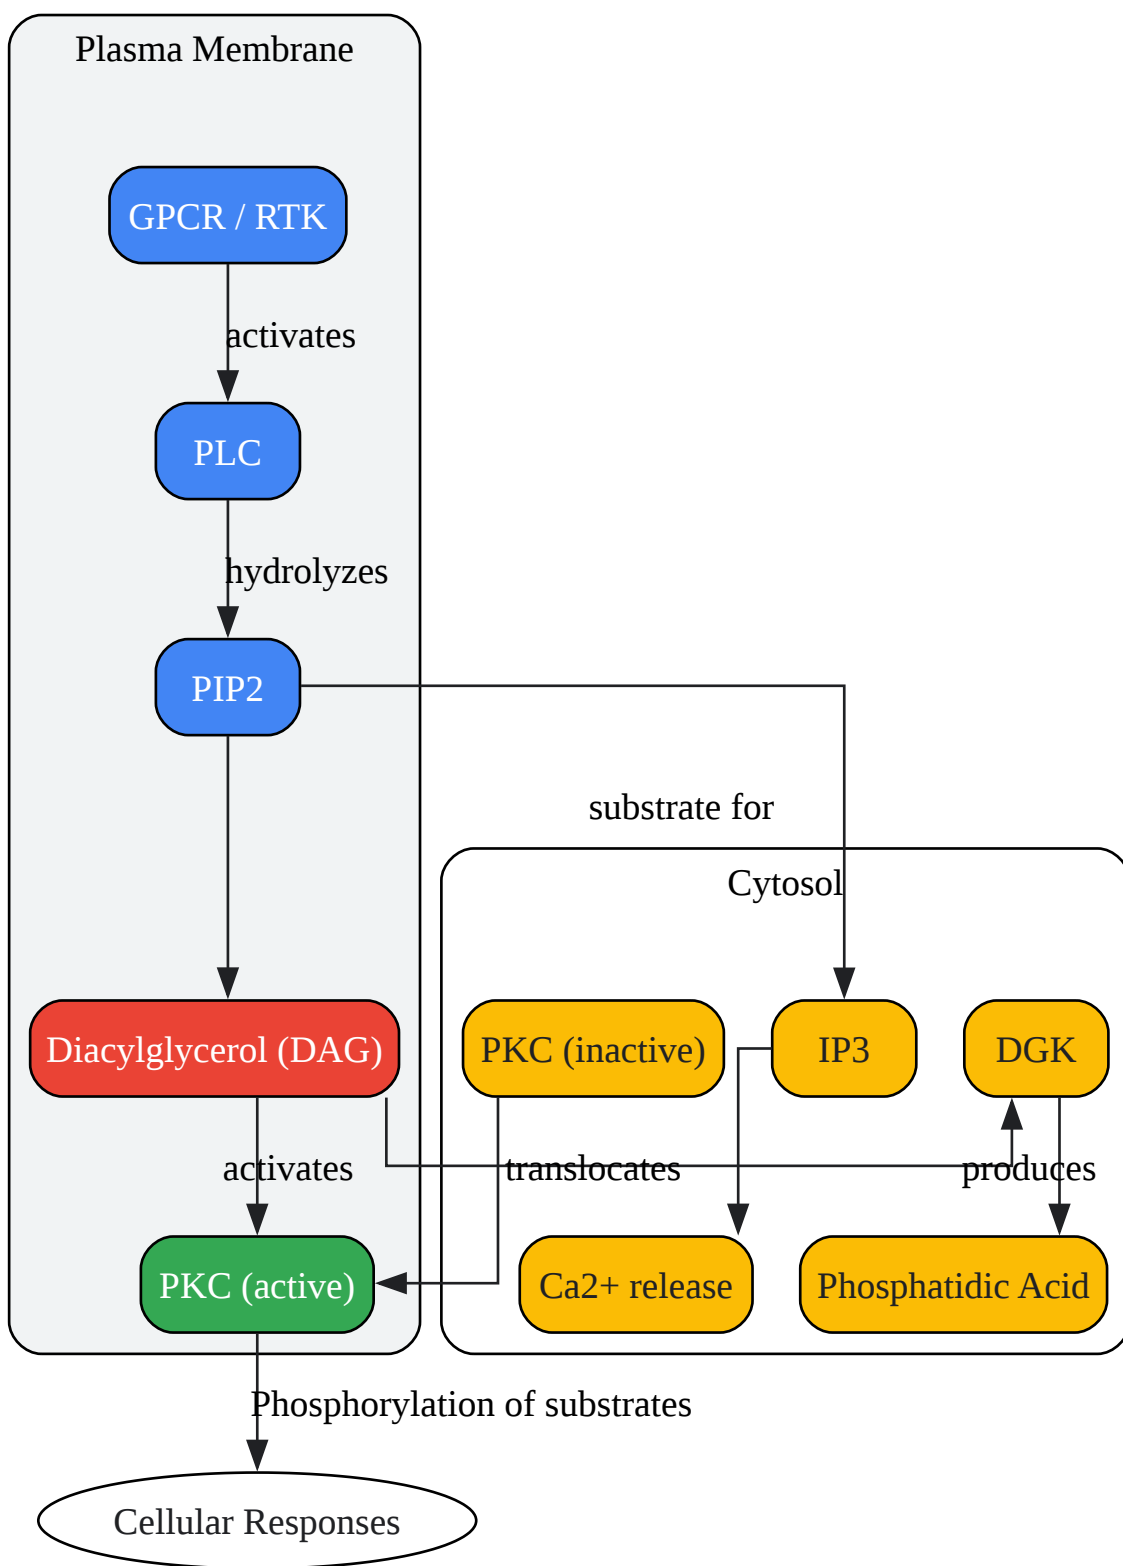 Plasma Membrane
GPCR / RTK
activates
PLC
hydrolyzes
PIP2
substrate for
Cytosol
Diacylglycerol (DAG)
PKC (inactive)
IP3
DGK
activates
translocates
produces
PKC (active)
Ca2+ release
Phosphatidic Acid
Phosphorylation of substrates
Cellular Responses